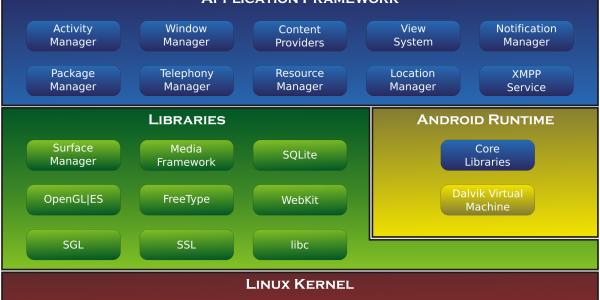 APPLICATION FRAMEWORK
Activity Manager
Window Manager
Content Providers
View System
Notification Manager
Package Manager
Telephony Manager
Resource Manager
Location Manager
XMPP Service
LIBRARIES
Surface Manager
Media Framework
SQLite
OpenGL|ES
FreeType
WebKit
SGL
SSL
libc
ANDROID RUNTIME
Core Libraries
Dalvik Virtual Machine
LINUX KERNEL